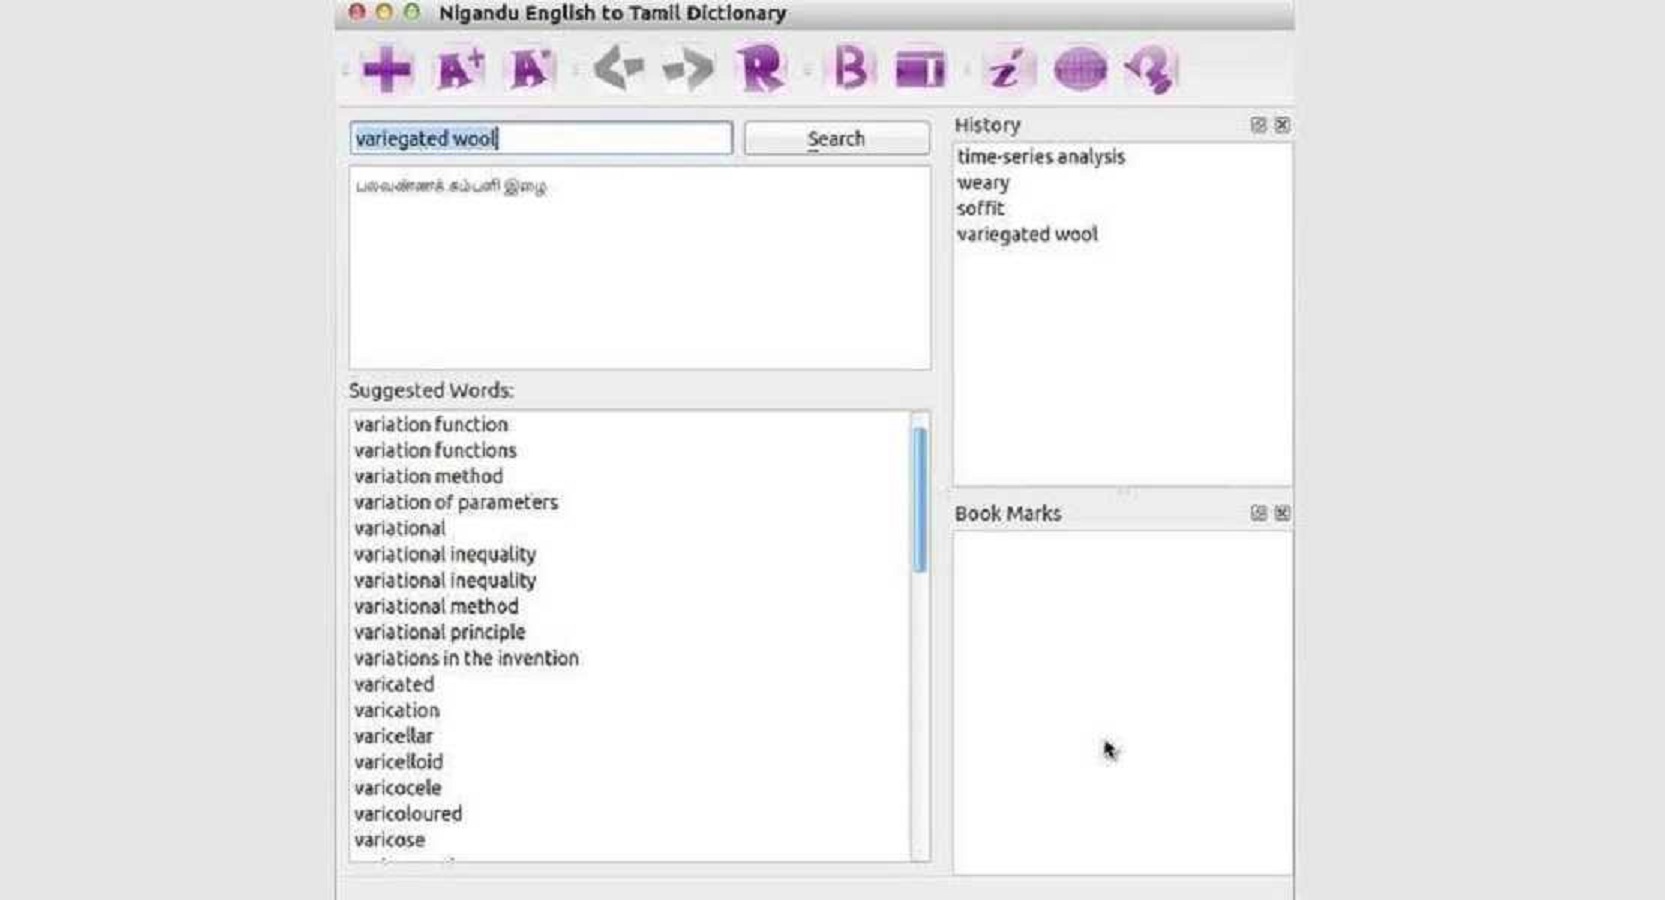 Nigandu English to Tamil Dictionary
A+ A- R B i
variegated wool
Search
பலவண்ணக் கம்பளி இழை
Suggested Words:
variation function
variation functions
variation method
variation of parameters
variational
variational inequality
variational inequality
variational method
variational principle
variations in the invention
varicated
varication
varicellar
varicelloid
varicocele
varicoloured
varicose
History
time-series analysis
weary
soffit
variegated wool
Book Marks